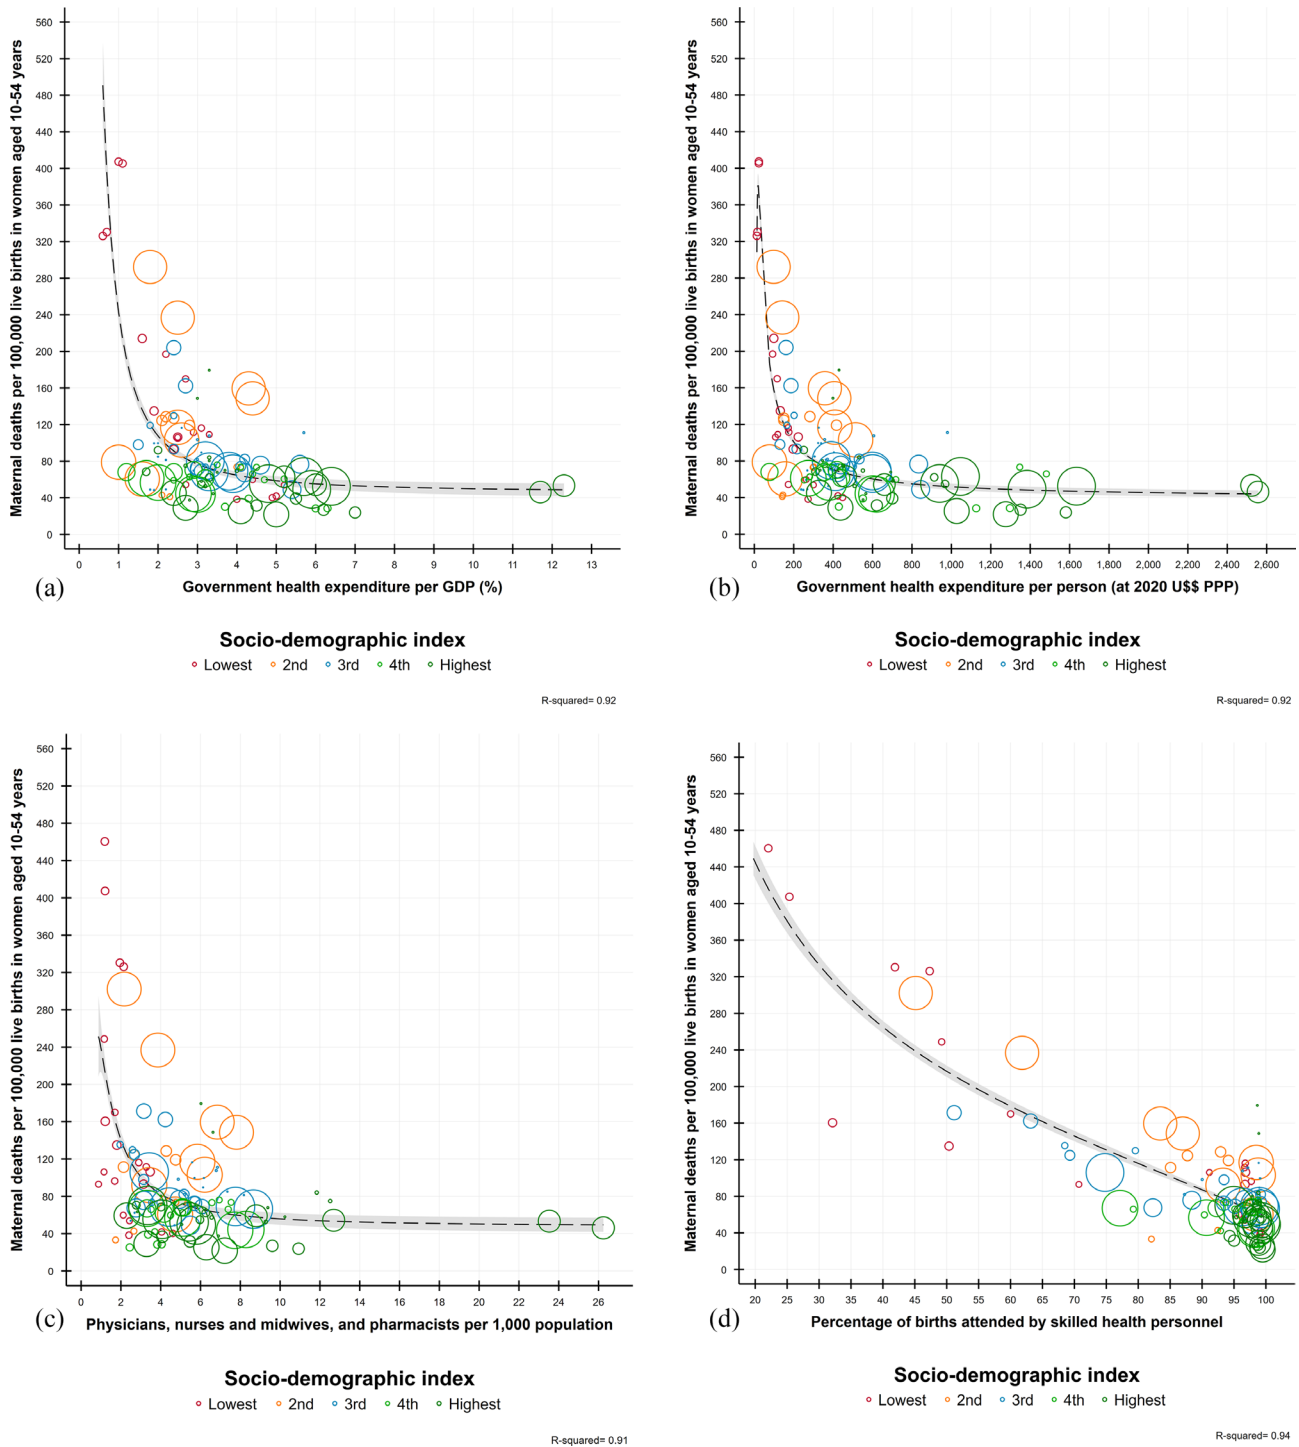 Maternal deaths per 100,000 live births in women aged 10-54 years
560
520
480
440
400
360
320
280
240
200
160
120
80
40
0
0 1 2 3 4 5 6 7 8 9 10 11 12 13
(a)
Government health expenditure per GDP (%)
Socio-demographic index
Lowest 2nd 3rd 4th Highest
R-squared= 0.92
Maternal deaths per 100,000 live births in women aged 10-54 years
560
520
480
440
400
360
320
280
240
200
160
120
80
40
0
0 200 400 600 800 1,000 1,200 1,400 1,600 1,800 2,000 2,200 2,400 2,600
(b)
Government health expenditure per person (at 2020 U$$ PPP)
Socio-demographic index
Lowest 2nd 3rd 4th Highest
R-squared= 0.92
Maternal deaths per 100,000 live births in women aged 10-54 years
560
520
480
440
400
360
320
280
240
200
160
120
80
40
0
0 2 4 6 8 10 12 14 16 18 20 22 24 26
(c)
Physicians, nurses and midwives, and pharmacists per 1,000 population
Socio-demographic index
Lowest 2nd 3rd 4th Highest
R-squared= 0.91
Maternal deaths per 100,000 live births in women aged 10-54 years
560
520
480
440
400
360
320
280
240
200
160
120
80
40
0
20 25 30 35 40 45 50 55 60 65 70 75 80 85 90 95 100
(d)
Percentage of births attended by skilled health personnel
Socio-demographic index
Lowest 2nd 3rd 4th Highest
R-squared= 0.94